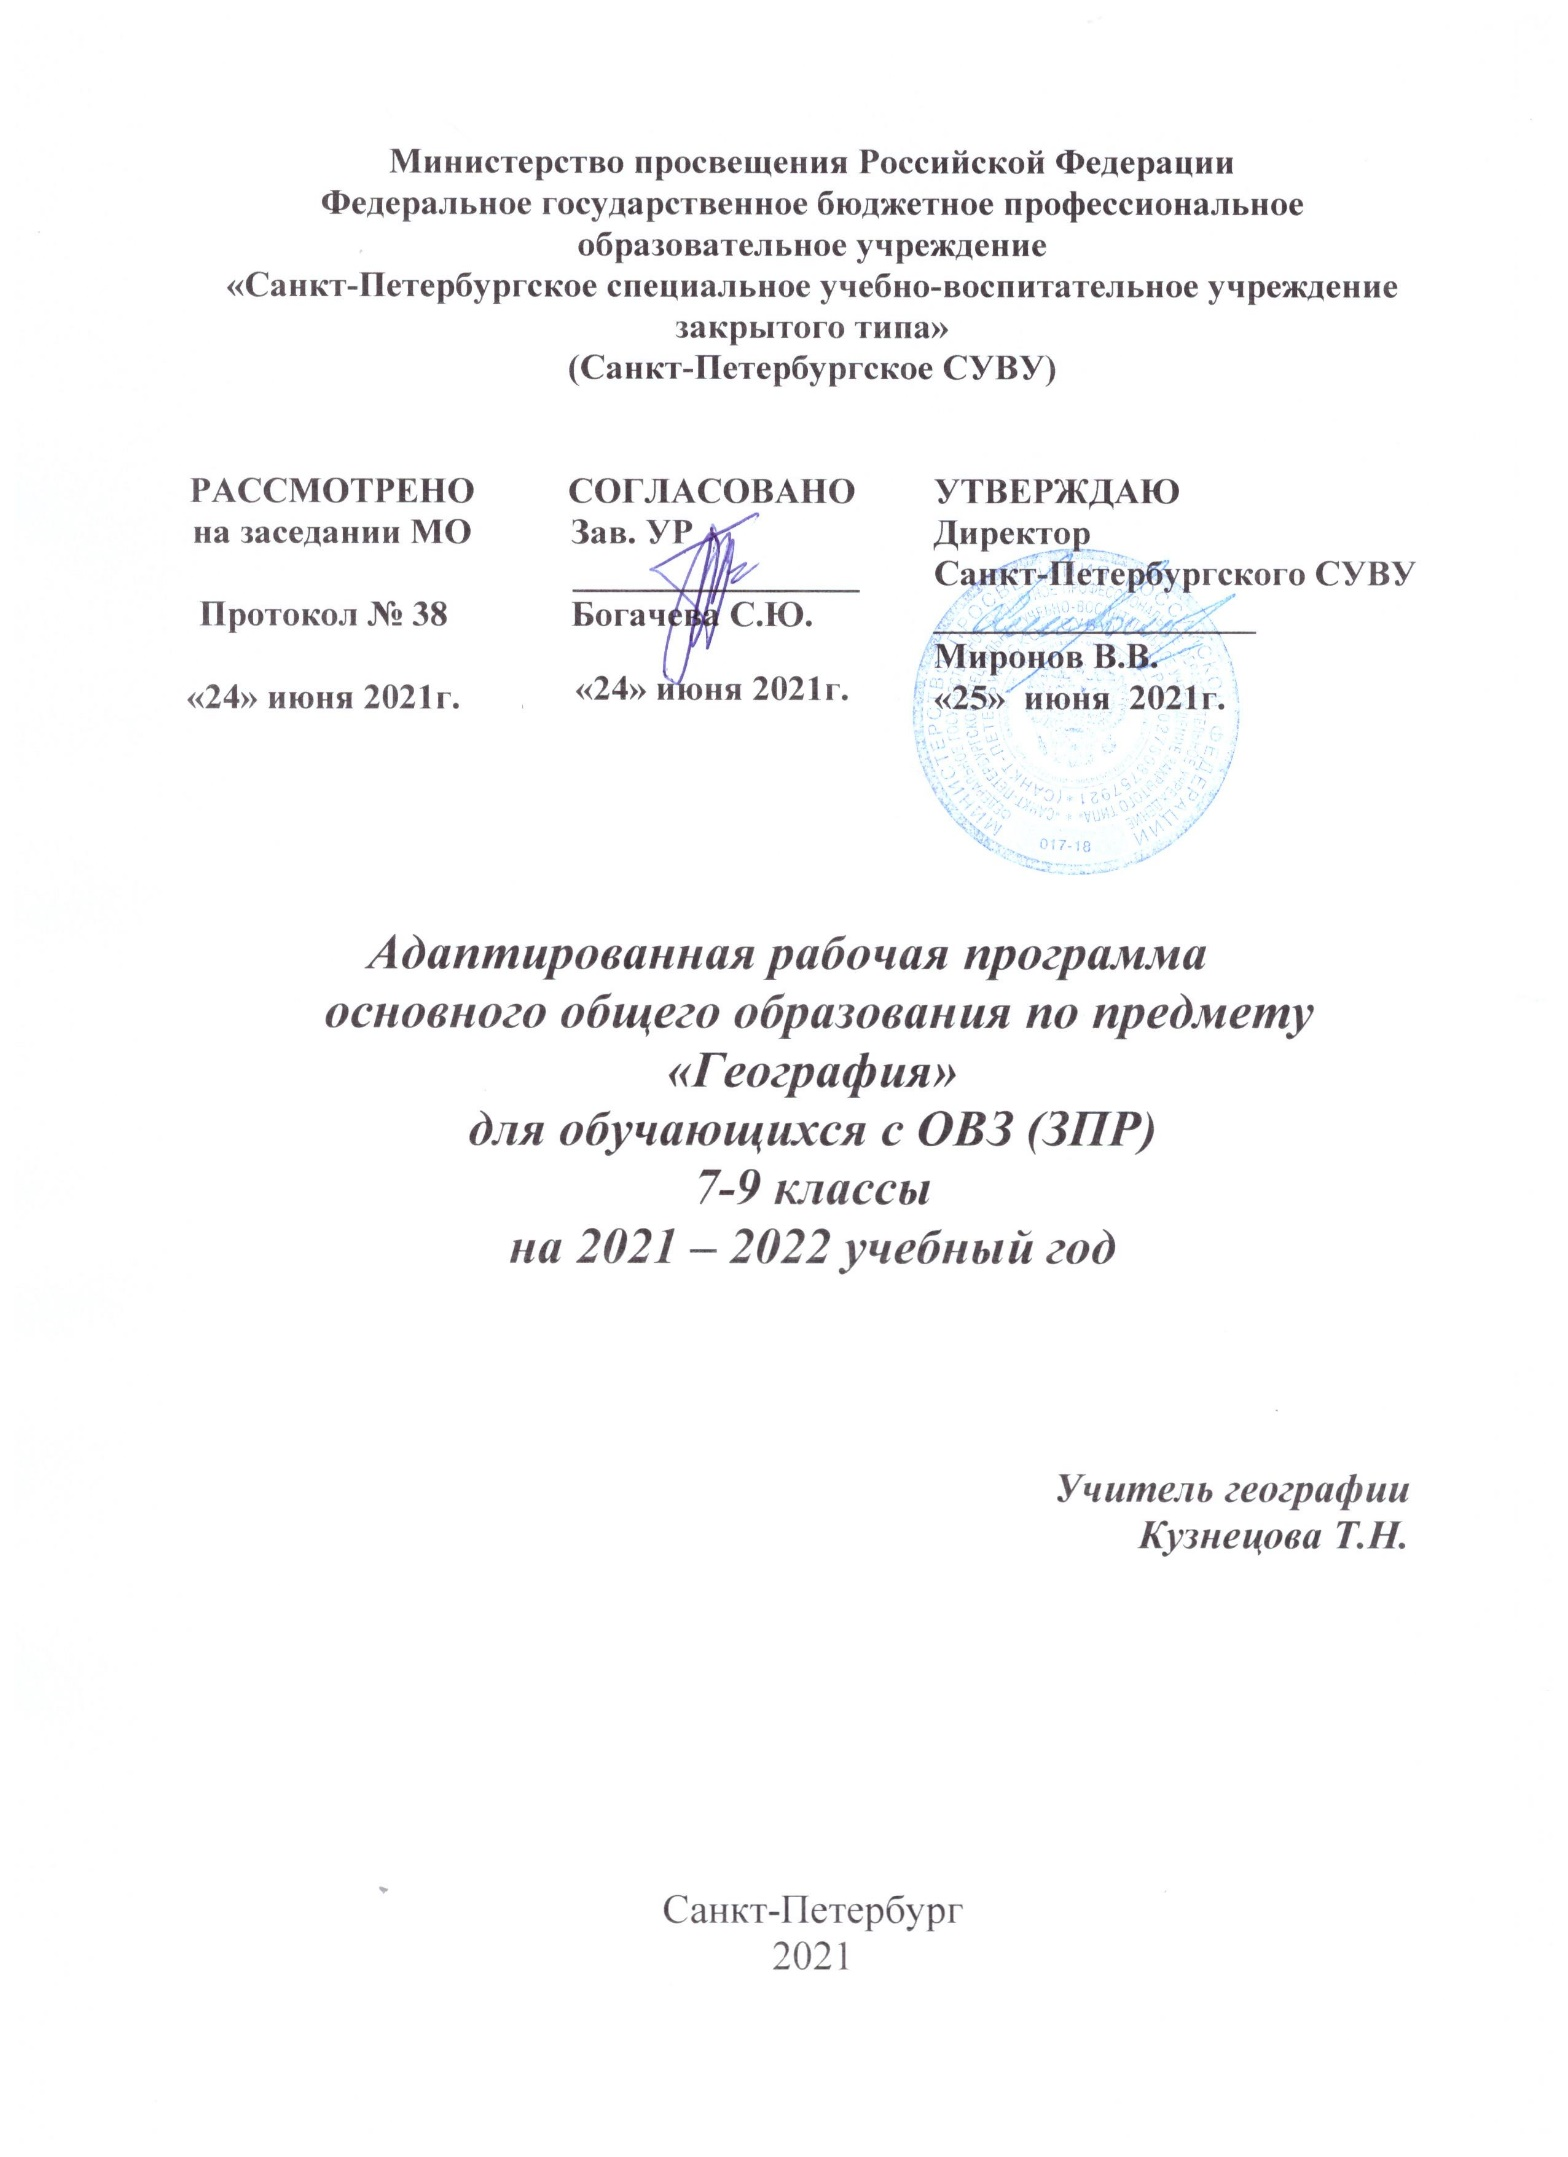 Министерство просвещения Российской Федерации
Федеральное государственное бюджетное профессиональное
образовательное учреждение
«Санкт-Петербургское специальное учебно-воспитательное учреждение
закрытого типа»
(Санкт-Петербургское СУВУ)
РАССМОТРЕНО
на заседании МО
Протокол № 38
«24» июня 2021г.
СОГЛАСОВАНО
Зав. УР
Богачева С.Ю.
«24» июня 2021г.
УТВЕРЖДАЮ
Директор
Санкт-Петербургского СУВУ
Миронов В.В.
«25» июня 2021г.
017-18
Адаптированная рабочая программа
основного общего образования по предмету
«География»
для обучающихся с ОВЗ (ЗПР)
7-9 классы
на 2021 – 2022 учебный год
Учитель географии
Кузнецова Т.Н.
Санкт-Петербург
2021